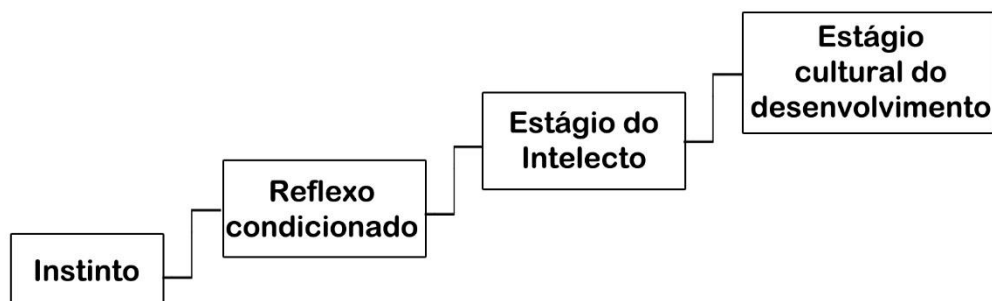 Instinto
Reflexo
condicionado
Estágio do
Intelecto
Estágio
cultural do
desenvolvimento